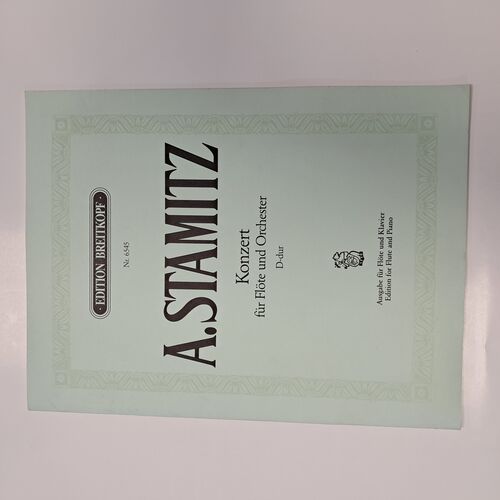 EDITION BREITKOPF
Nr. 6545
A.STAMITZ
Konzert
für Flöte und Orchester
D-dur
Ausgabe für Flöte und Klavier
Edition for Flute and Piano